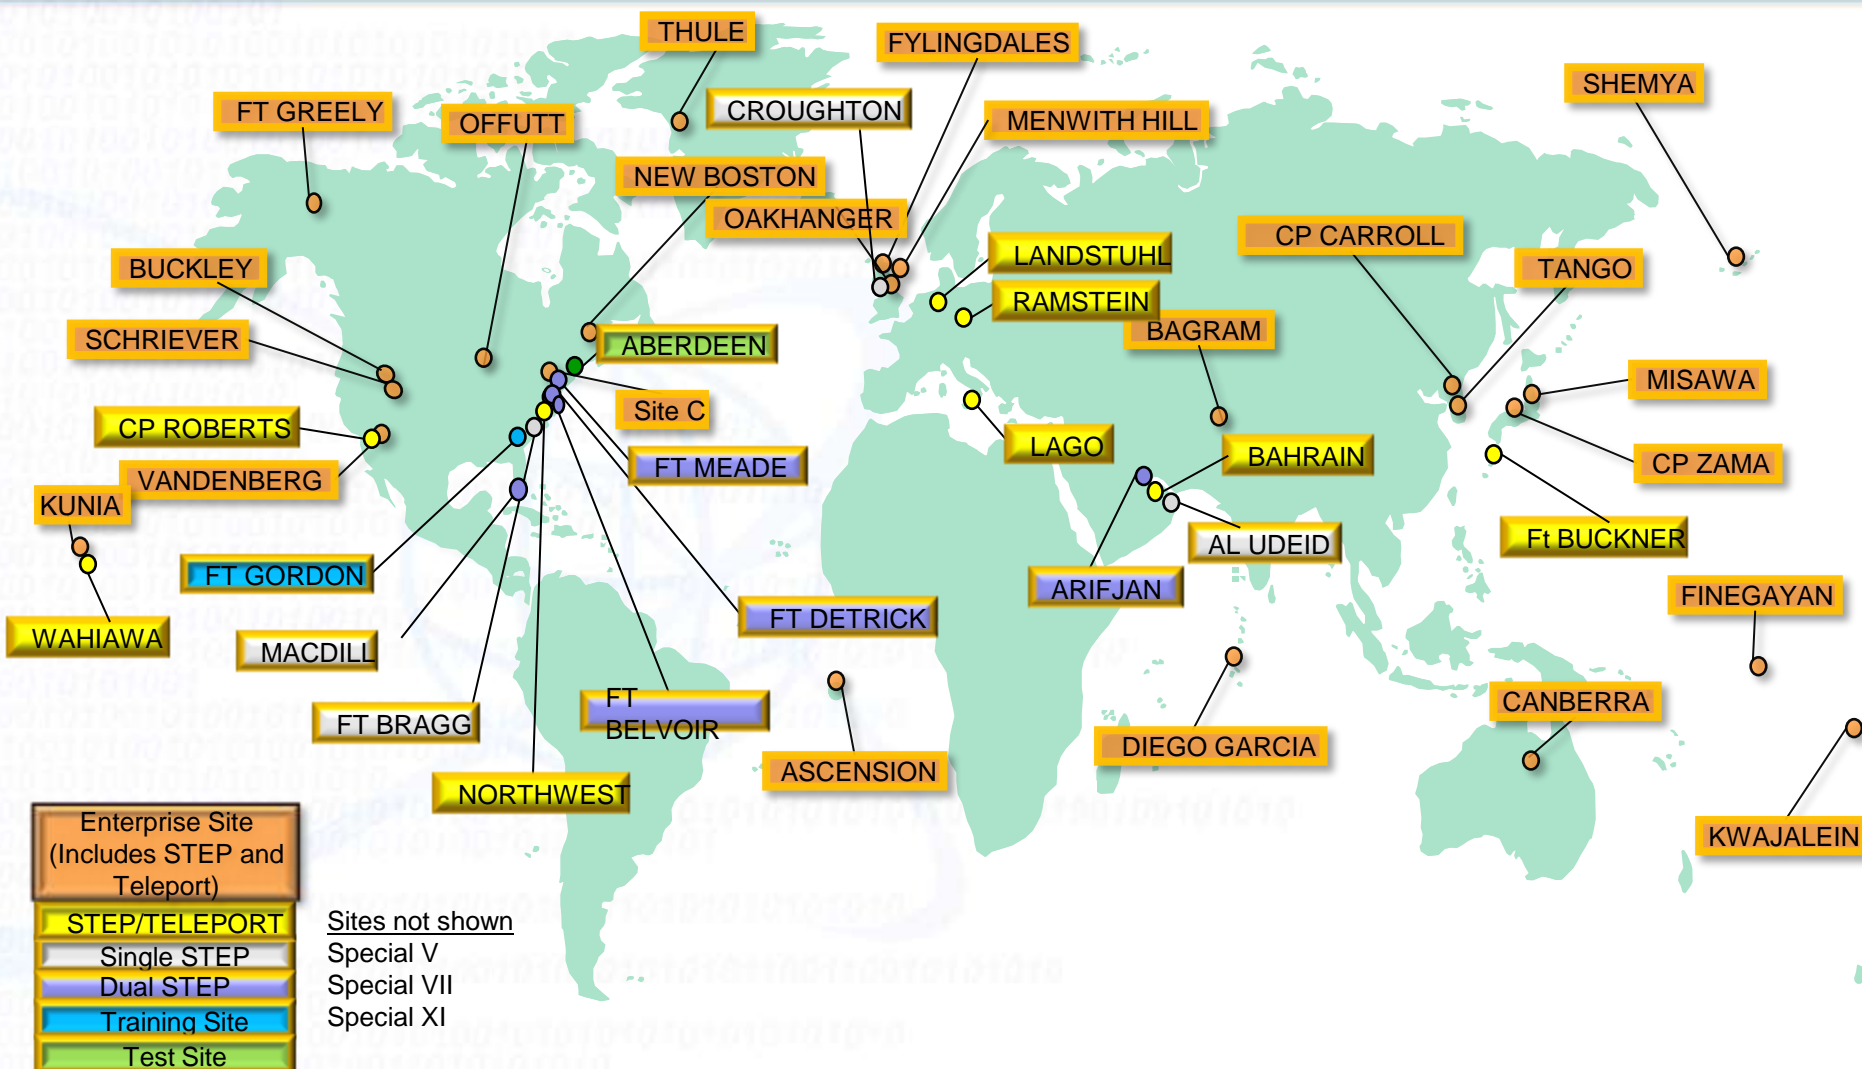 THULE
FYLINGDALES
SHEMYA
FT GREELY
OFFUTT
CROUGHTON
MENWITH HILL
NEW BOSTON
OAKHANGER
CP CARROLL
LANDSTUHL
TANGO
BUCKLEY
RAMSTEIN
BAGRAM
SCHRIEVER
ABERDEEN
MISAWA
Site C
CP ROBERTS
LAGO
BAHRAIN
CP ZAMA
FT MEADE
VANDENBERG
KUNIA
Ft BUCKNER
AL UDEID
FT GORDON
ARIFJAN
FINEGAYAN
FT DETRICK
WAHIAWA
MACDILL
CANBERRA
FT
BELVOIR
FT BRAGG
DIEGO GARCIA
ASCENSION
NORTHWEST
KWAJALEIN
Enterprise Site
(Includes STEP and
Teleport)
STEP/TELEPORT
Single STEP
Dual STEP
Training Site
Test Site
Sites not shown
Special V
Special VII
Special XI